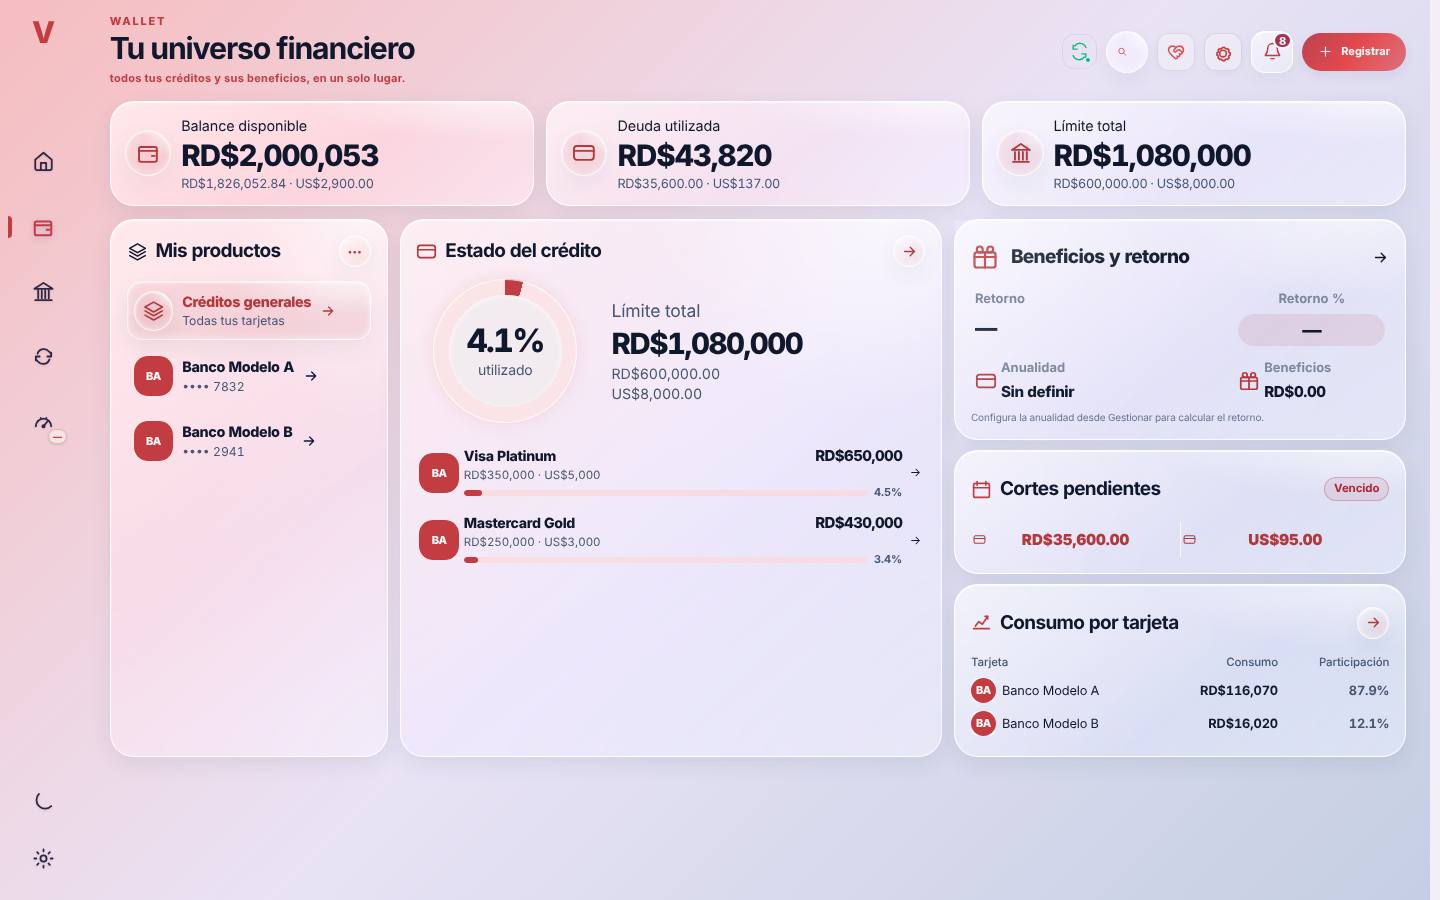 V
WALLET
Tu universo financiero
todos tus créditos y sus beneficios, en un solo lugar.
8
Registrar
Balance disponible
RD$2,000,053
RD$1,826,052.84 · US$2,900.00
Deuda utilizada
RD$43,820
RD$35,600.00 · US$137.00
Límite total
RD$1,080,000
RD$600,000.00 · US$8,000.00
Mis productos
Créditos generales
Todas tus tarjetas
BA
Banco Modelo A
•••• 7832
BA
Banco Modelo B
•••• 2941
Estado del crédito
4.1%
utilizado
Límite total
RD$1,080,000
RD$600,000.00
US$8,000.00
BA
Visa Platinum
RD$650,000
RD$350,000 · US$5,000
4.5%
BA
Mastercard Gold
RD$430,000
RD$250,000 · US$3,000
3.4%
Beneficios y retorno
Retorno
Retorno %
—
—
Anualidad
Sin definir
Beneficios
RD$0.00
Configura la anualidad desde Gestionar para calcular el retorno.
Cortes pendientes
Vencido
RD$35,600.00
US$95.00
Consumo por tarjeta
Tarjeta Consumo Participación
BA Banco Modelo A RD$116,070 87.9%
BA Banco Modelo B RD$16,020 12.1%